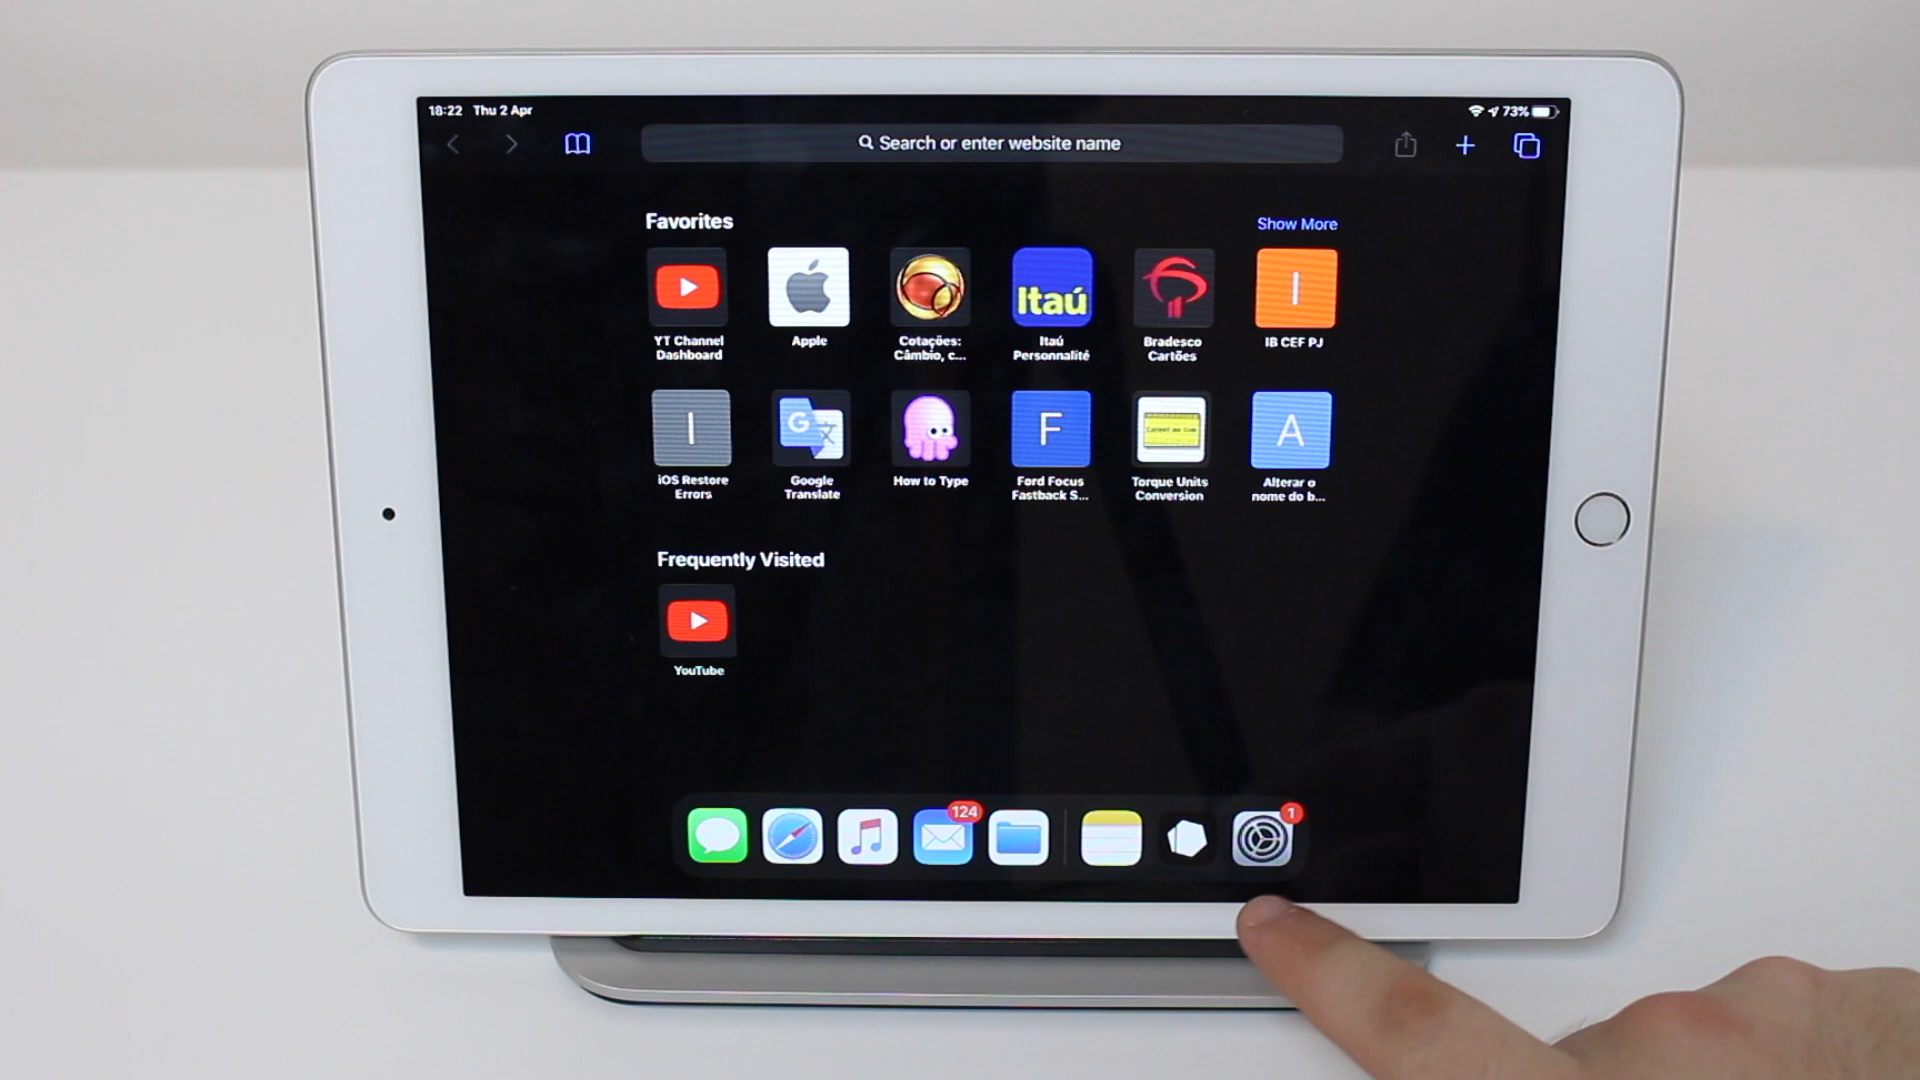 18:22 Thu 2 Apr
73%
Search or enter website name
Favorites
Show More
YT Channel
Dashboard
Apple
Cotações:
Câmbio, c...
Itaú
Itaú
Personnalité
Bradesco
Cartões
I
IB CEF PJ
I
iOS Restore
Errors
G
Google
Translate
How to Type
F
Ford Focus
Fastback S...
Torque Units
Conversion
A
Alterar o
nome do b...
Frequently Visited
YouTube
124
1